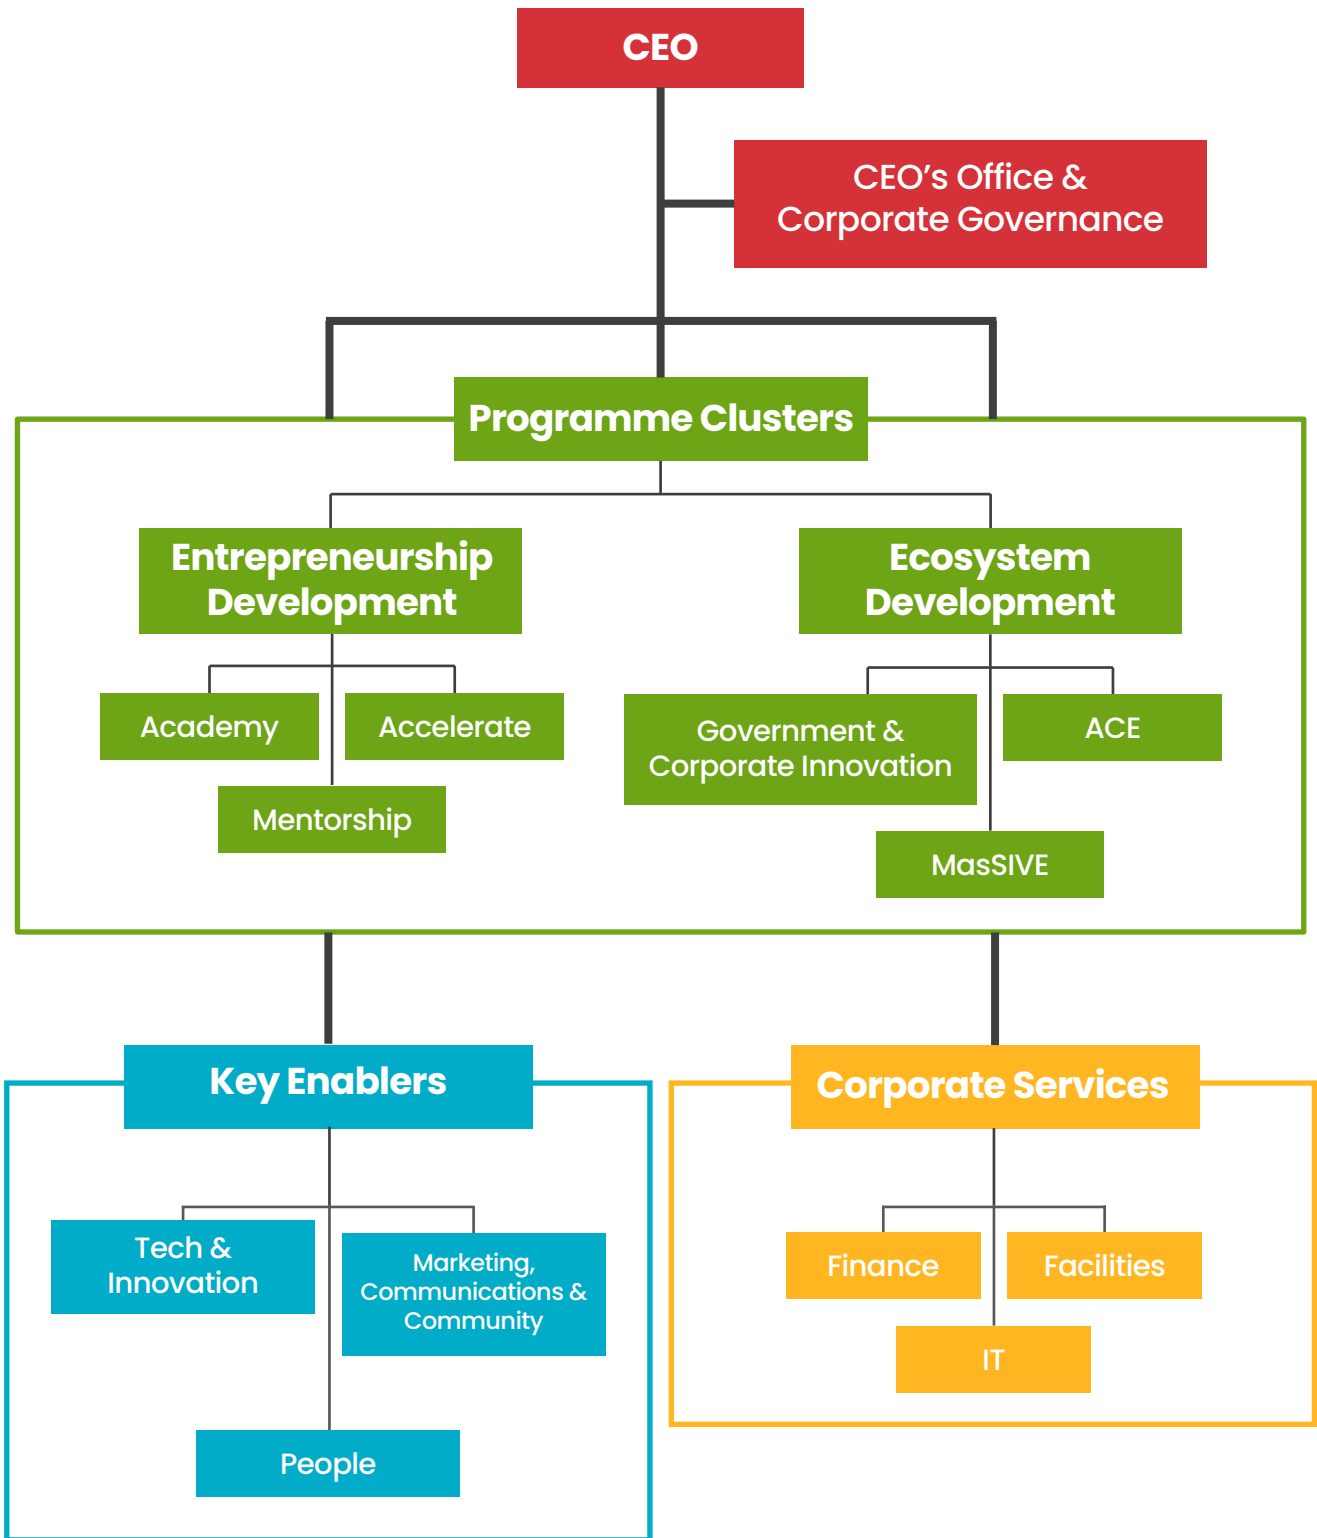 CEO
CEO’s Office &
Corporate Governance
Programme Clusters
Entrepreneurship
Development
Ecosystem
Development
Academy
Accelerate
Mentorship
Government &
Corporate Innovation
ACE
MasSIVE
Key Enablers
Tech &
Innovation
Marketing,
Communications &
Community
People
Corporate Services
Finance
Facilities
IT